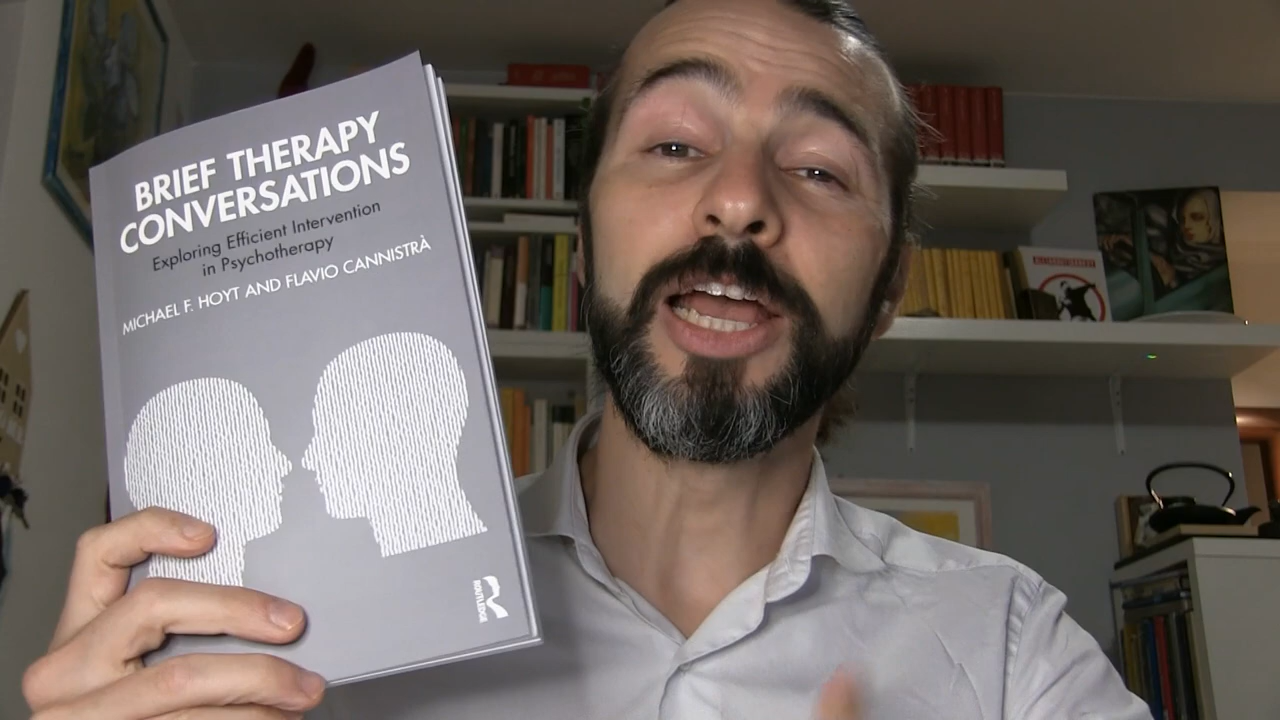 BRIEF THERAPY
CONVERSATIONS
Exploring Efficient Intervention
in Psychotherapy
MICHAEL F. HOYT AND FLAVIO CANNISTRÀ
ROUTLEDGE